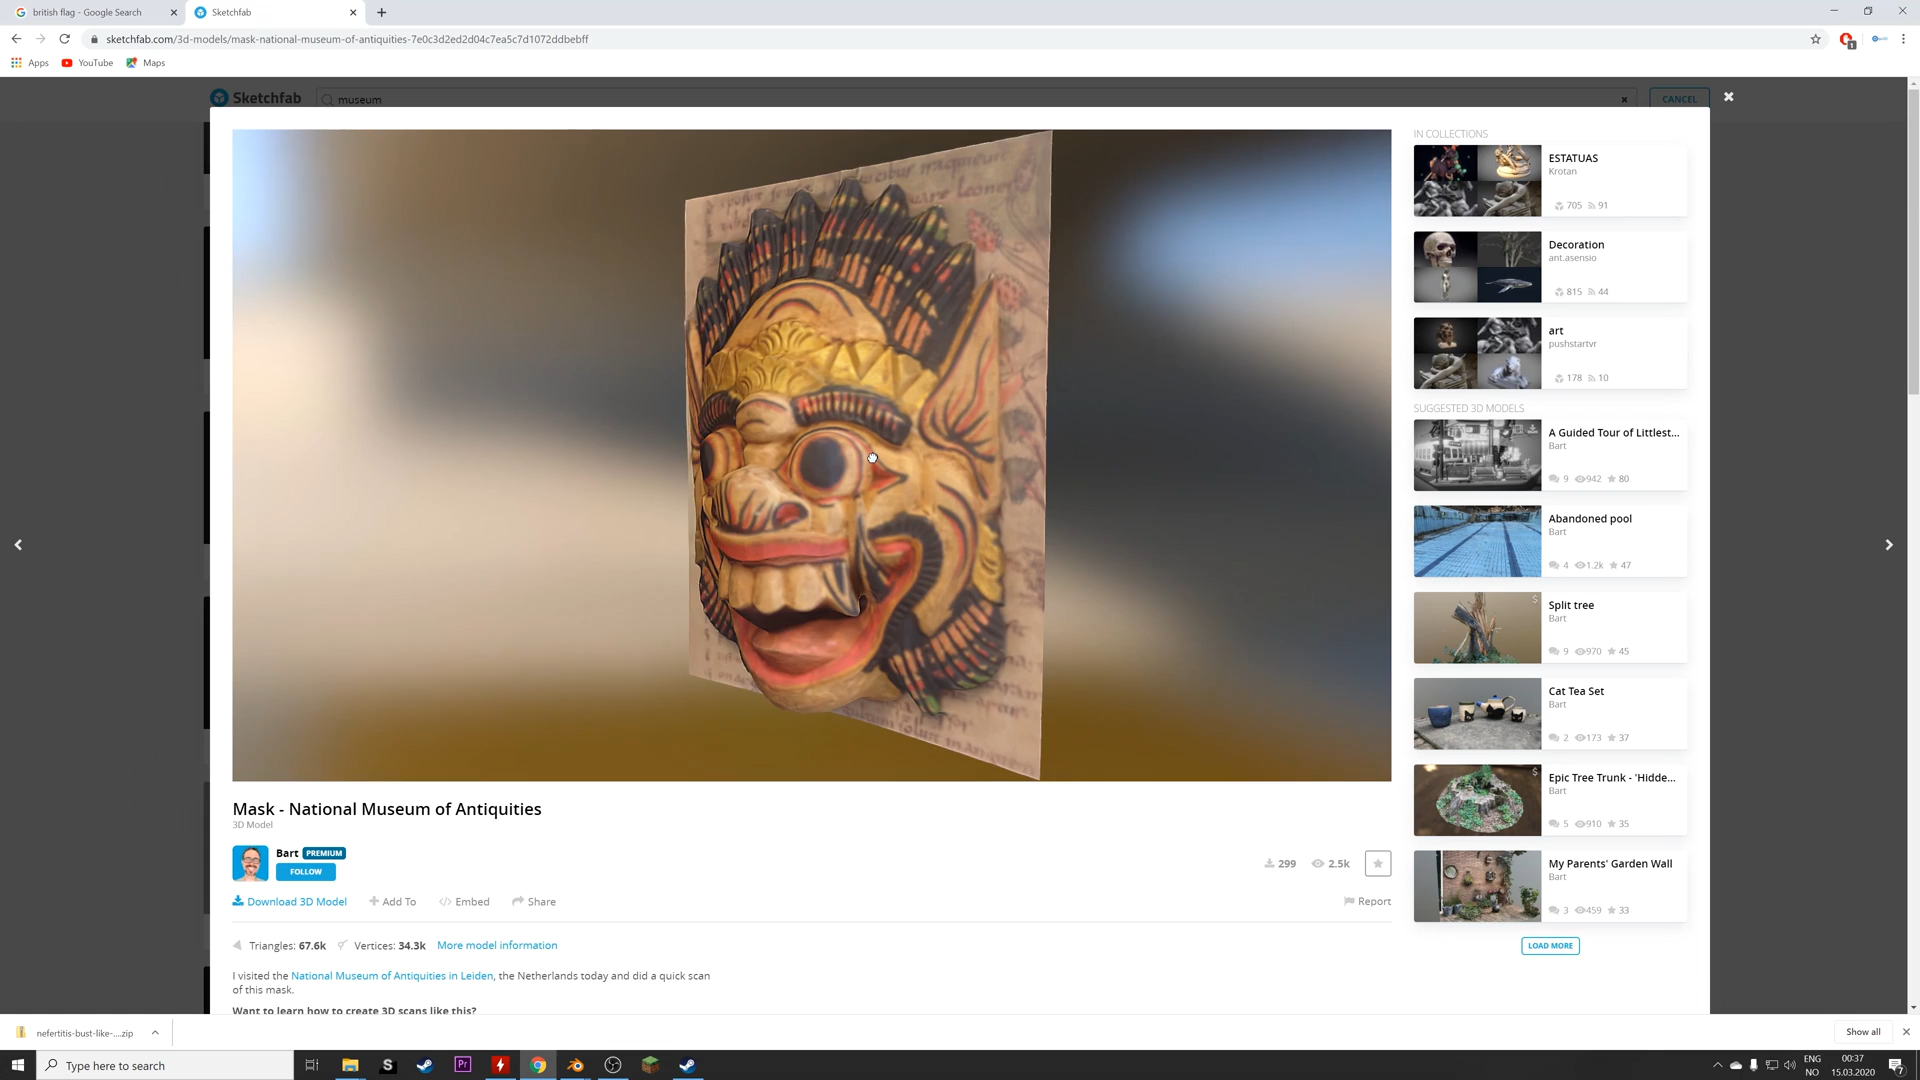 british flag - Google Search
Sketchfab
sketchfab.com/3d-models/mask-national-museum-of-antiquities-7e0c3d2ed2d04c7ea5c7d1072ddbebff
1
Apps
YouTube
Maps
Sketchfab
museum
CANCEL
Mask - National Museum of Antiquities
3D Model
Bart PREMIUM
FOLLOW
299
2.5k
Download 3D Model
Add To
Embed
Share
Report
Triangles: 67.6k
Vertices: 34.3k
More model information
I visited the National Museum of Antiquities in Leiden, the Netherlands today and did a quick scan
of this mask.
Want to learn how to create 3D scans like this?
IN COLLECTIONS
ESTATUAS
Krotan
705 91
Decoration
ant.asensio
815 44
art
pushstartvr
178 10
SUGGESTED 3D MODELS
A Guided Tour of Littlest...
Bart
9 942 80
Abandoned pool
Bart
4 1.2k 47
Split tree
Bart
9 970 45
Cat Tea Set
Bart
2 173 37
Epic Tree Trunk - 'Hidde...
Bart
5 910 35
My Parents' Garden Wall
Bart
3 459 33
LOAD MORE
nefertitis-bust-like-....zip
Show all
Type here to search
S
Pr
ENG
NO
00:37
15.03.2020
7